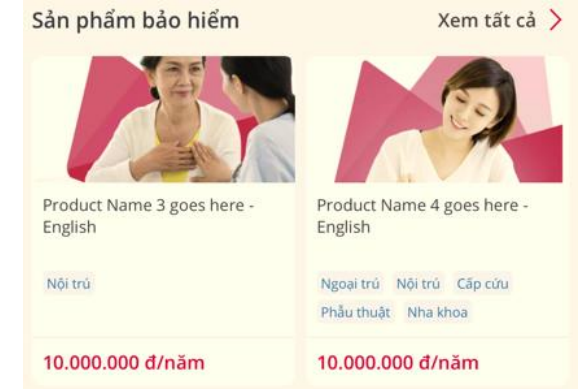 Sản phẩm bảo hiểm
Xem tất cả
Product Name 3 goes here -
English
Nội trú
10.000.000 đ/năm
Product Name 4 goes here -
English
Ngoại trú Nội trú Cấp cứu
Phẫu thuật Nha khoa
10.000.000 đ/năm